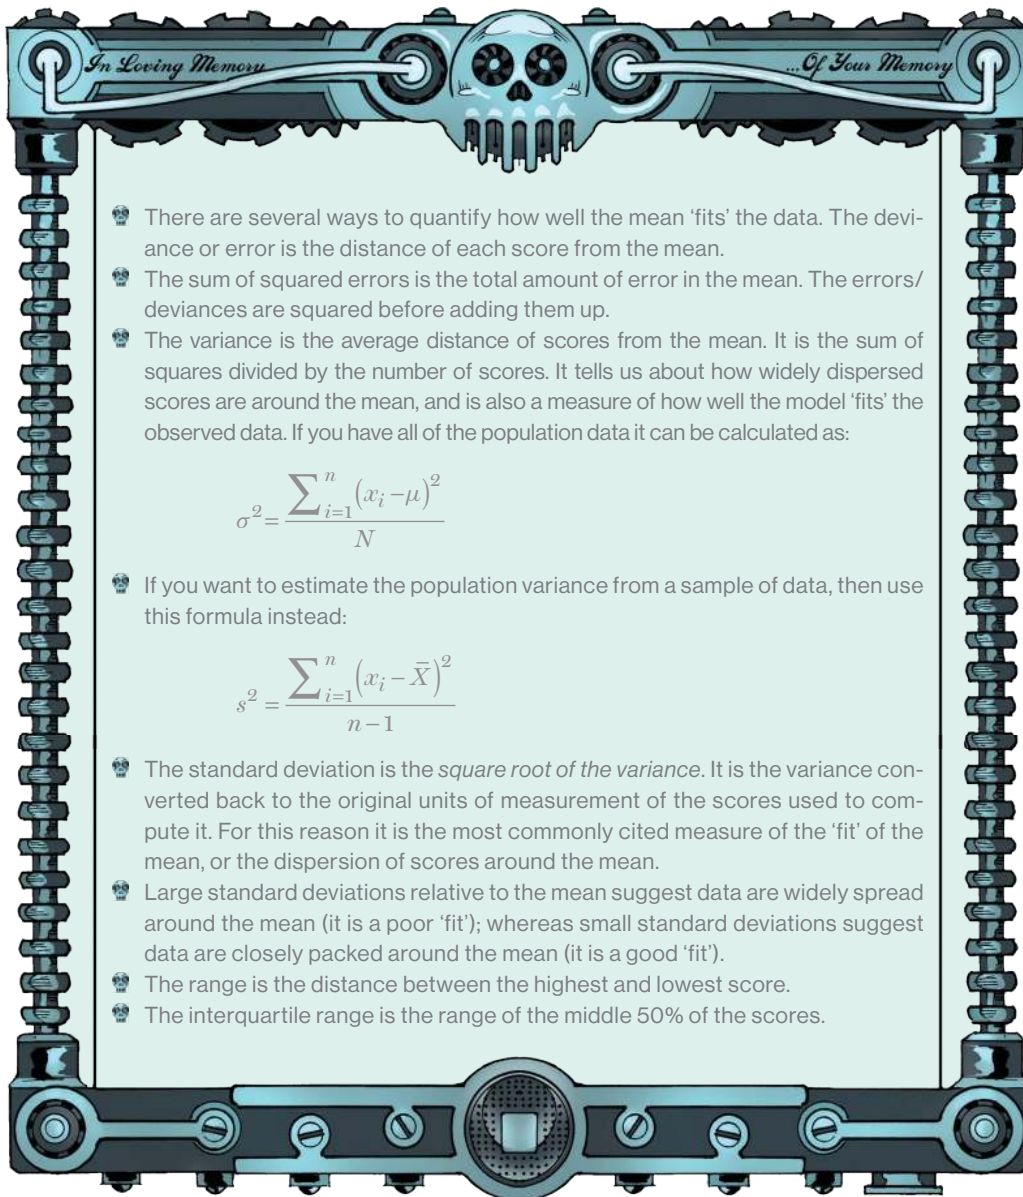 In Loving Memory
...Of Your Memory
There are several ways to quantify how well the mean ‘fits’ the data. The devi-
ance or error is the distance of each score from the mean.
The sum of squared errors is the total amount of error in the mean. The errors/
deviances are squared before adding them up.
The variance is the average distance of scores from the mean. It is the sum of
squares divided by the number of scores. It tells us about how widely dispersed
scores are around the mean, and is also a measure of how well the model ‘fits’ the
observed data. If you have all of the population data it can be calculated as:
σ² = ∑ⁿᵢ₌₁(xᵢ − μ)² / N
If you want to estimate the population variance from a sample of data, then use
this formula instead:
s² = ∑ⁿᵢ₌₁(xᵢ − X̄)² / n − 1
The standard deviation is the square root of the variance. It is the variance con-
verted back to the original units of measurement of the scores used to com-
pute it. For this reason it is the most commonly cited measure of the ‘fit’ of the
mean, or the dispersion of scores around the mean.
Large standard deviations relative to the mean suggest data are widely spread
around the mean (it is a poor ‘fit’); whereas small standard deviations suggest
data are closely packed around the mean (it is a good ‘fit’).
The range is the distance between the highest and lowest score.
The interquartile range is the range of the middle 50% of the scores.